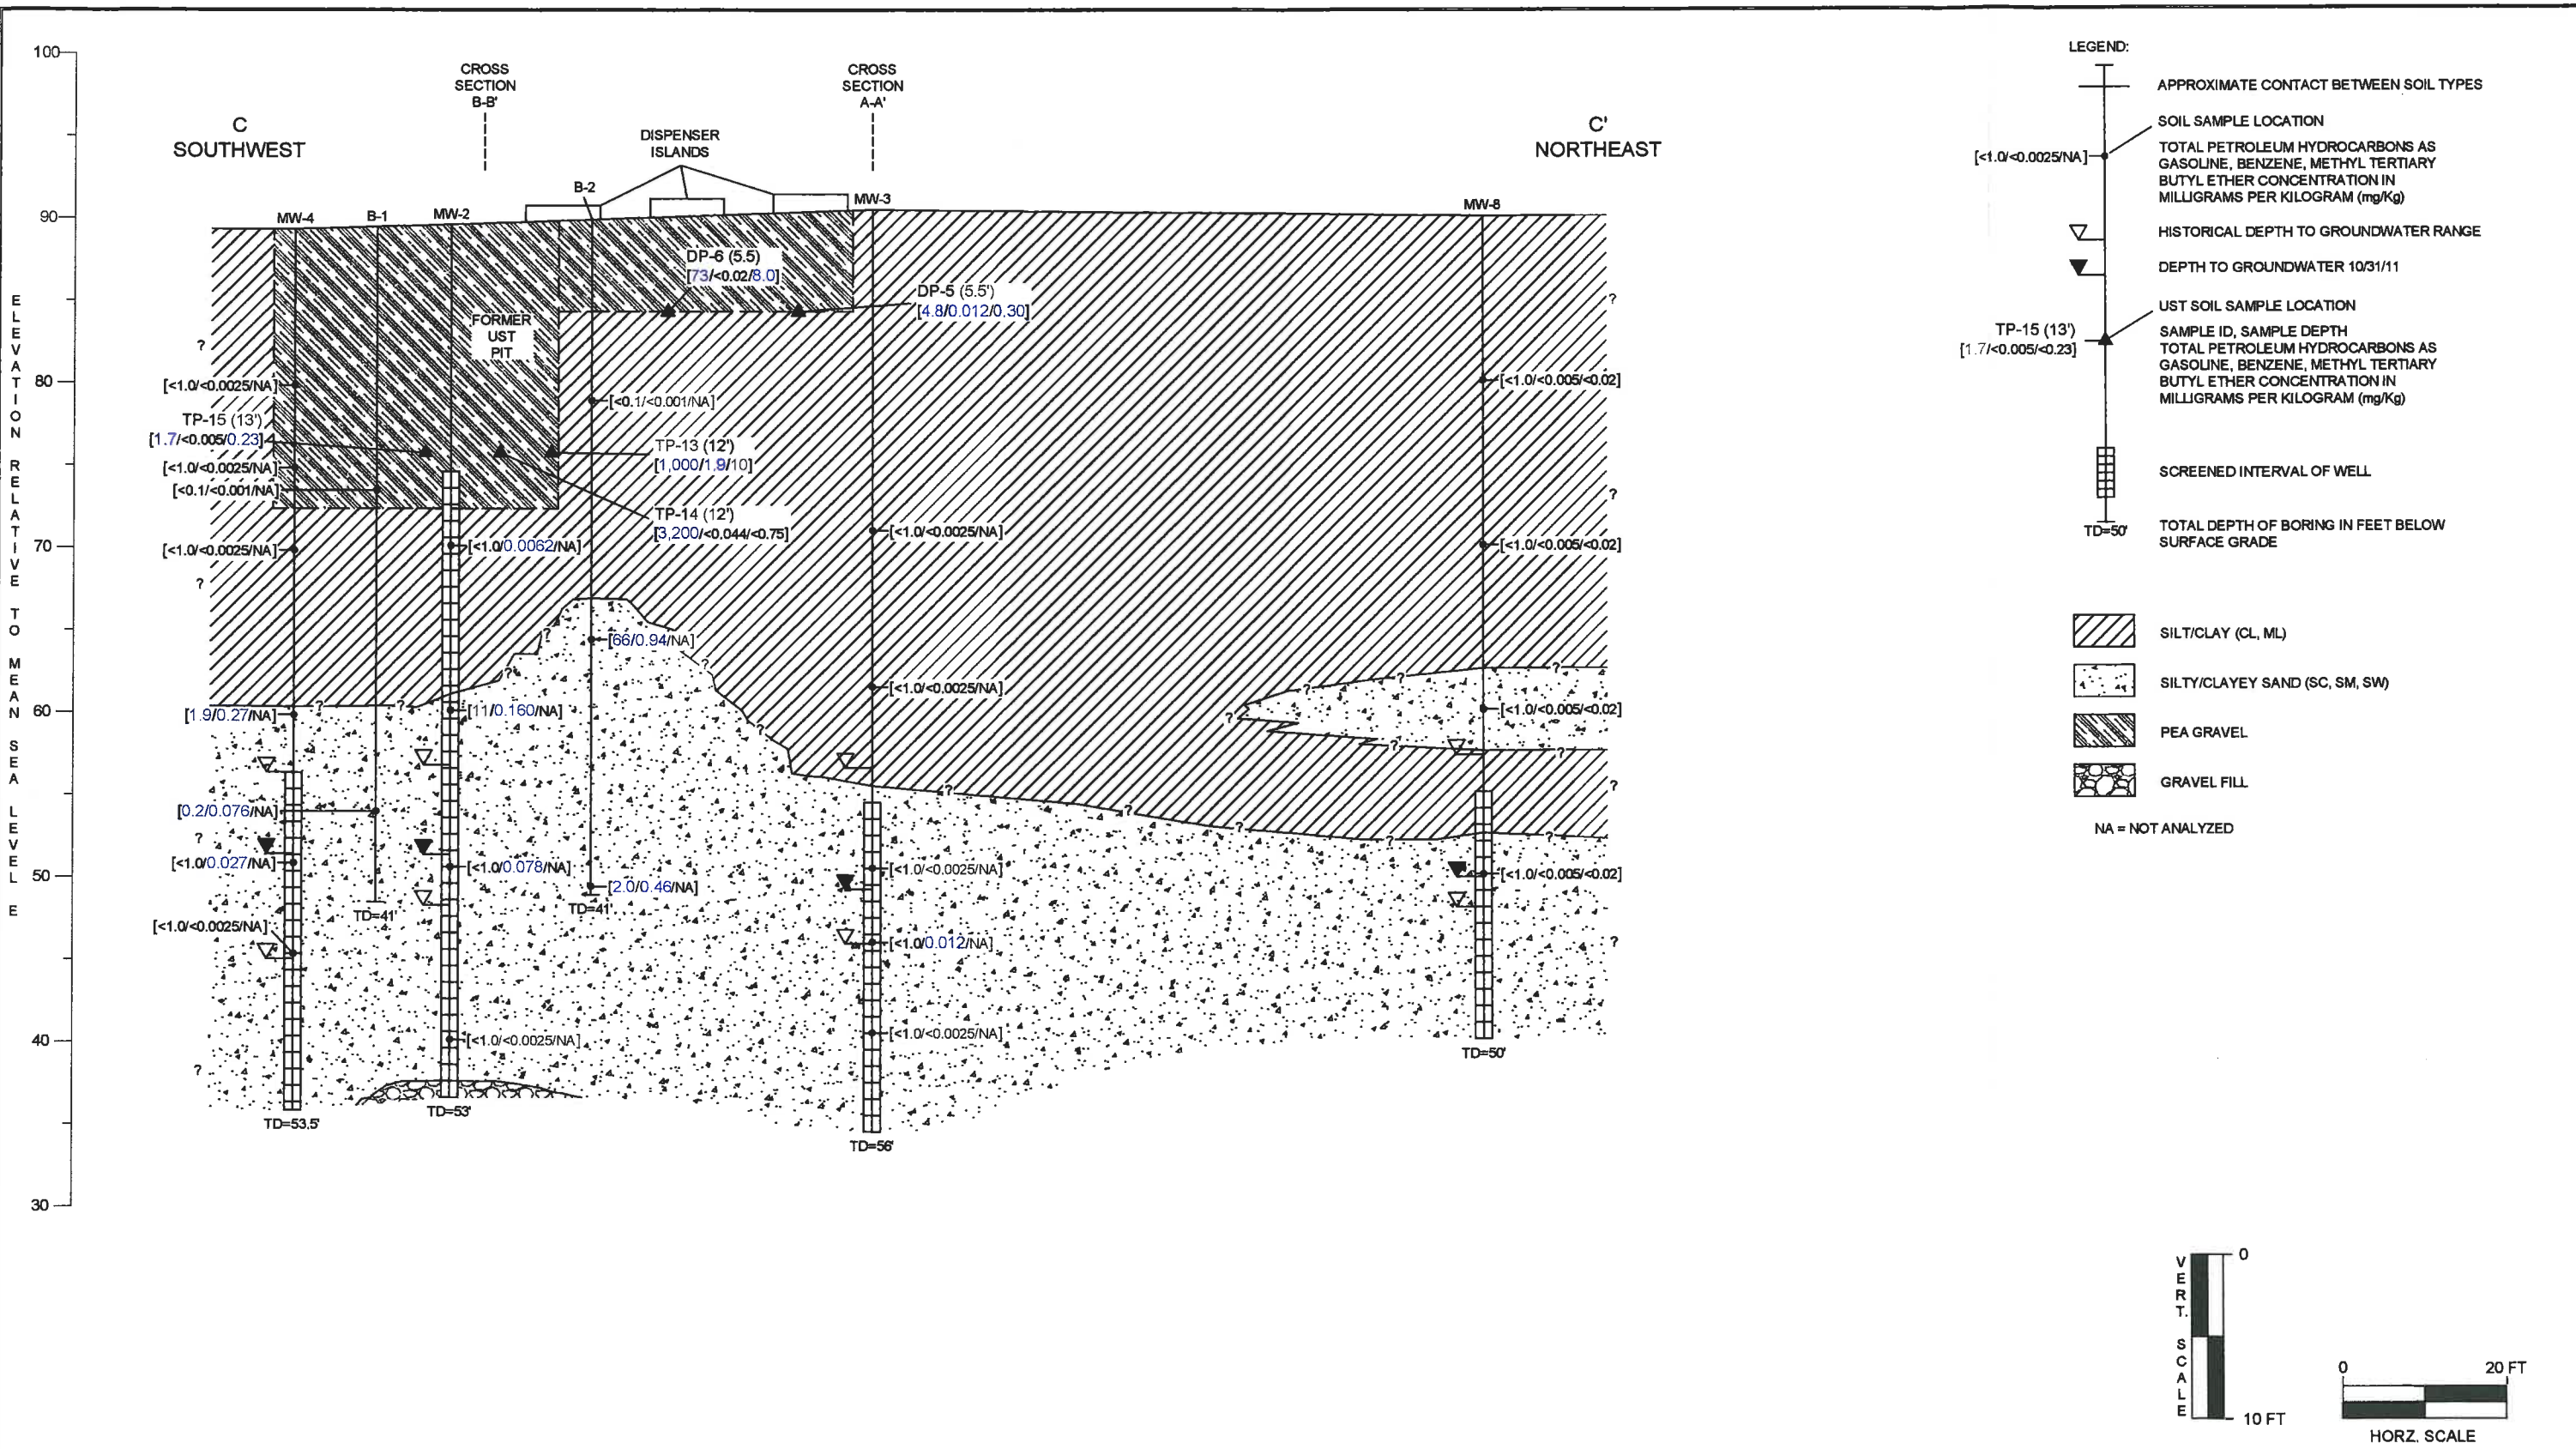 100
90
80
70
60
50
40
30
ELEVATION RELATIVE TO MEAN SEA LEVEL E
C
SOUTHWEST
CROSS
SECTION
B-B'
DISPENSER
ISLANDS
CROSS
SECTION
A-A'
C'
NORTHEAST
MW-4
B-1
MW-2
B-2
MW-3
MW-8
DP-6 (5.5)
[73/<0.02/8.0]
DP-5 (5.5')
[4.8/0.012/0.30]
FORMER
UST
PIT
?
?
[<1.0/<0.0025/NA]
[<0.1/<0.001/NA]
[<1.0/<0.005/<0.02]
TP-15 (13')
[1.7/<0.005/0.23]
TP-13 (12')
[1,000/1.9/10]
[<1.0/<0.0025/NA]
[<0.1/<0.001/NA]
?
TP-14 (12')
[3,200/<0.044/<0.75]
[<1.0/<0.0025/NA]
[<1.0/<0.0025/NA]
[<1.0/0.0062/NA]
[<1.0/<0.005/<0.02]
?
?
[66/0.94/NA]
?
?
?
[<1.0/<0.0025/NA]
?
?
?
[1.9/0.27/NA]
?
?
[11/0.160/NA]
?
?
[<1.0/<0.005/<0.02]
?
?
?
?
?
?
[0.2/0.076/NA]
?
?
?
?
?
[<1.0/0.027/NA]
[<1.0/0.078/NA]
[<1.0/<0.0025/NA]
[<1.0/<0.005/<0.02]
[2.0/0.46/NA]
TD=41'
TD=41'
[<1.0/<0.0025/NA]
[<1.0/0.012/NA]
?
[<1.0/<0.0025/NA]
[<1.0/<0.0025/NA]
TD=50'
?
TD=53.5'
TD=53'
TD=56'
LEGEND:
APPROXIMATE CONTACT BETWEEN SOIL TYPES
SOIL SAMPLE LOCATION
[<1.0/<0.0025/NA]
TOTAL PETROLEUM HYDROCARBONS AS
GASOLINE, BENZENE, METHYL TERTIARY
BUTYL ETHER CONCENTRATION IN
MILLIGRAMS PER KILOGRAM (mg/Kg)
HISTORICAL DEPTH TO GROUNDWATER RANGE
DEPTH TO GROUNDWATER 10/31/11
UST SOIL SAMPLE LOCATION
TP-15 (13')
[1.7/<0.005/<0.23]
SAMPLE ID, SAMPLE DEPTH
TOTAL PETROLEUM HYDROCARBONS AS
GASOLINE, BENZENE, METHYL TERTIARY
BUTYL ETHER CONCENTRATION IN
MILLIGRAMS PER KILOGRAM (mg/Kg)
SCREENED INTERVAL OF WELL
TD=50'
TOTAL DEPTH OF BORING IN FEET BELOW
SURFACE GRADE
SILT/CLAY (CL, ML)
SILTY/CLAYEY SAND (SC, SM, SW)
PEA GRAVEL
GRAVEL FILL
NA = NOT ANALYZED
VERT. SCALE
0
10 FT
0
20 FT
HORZ. SCALE